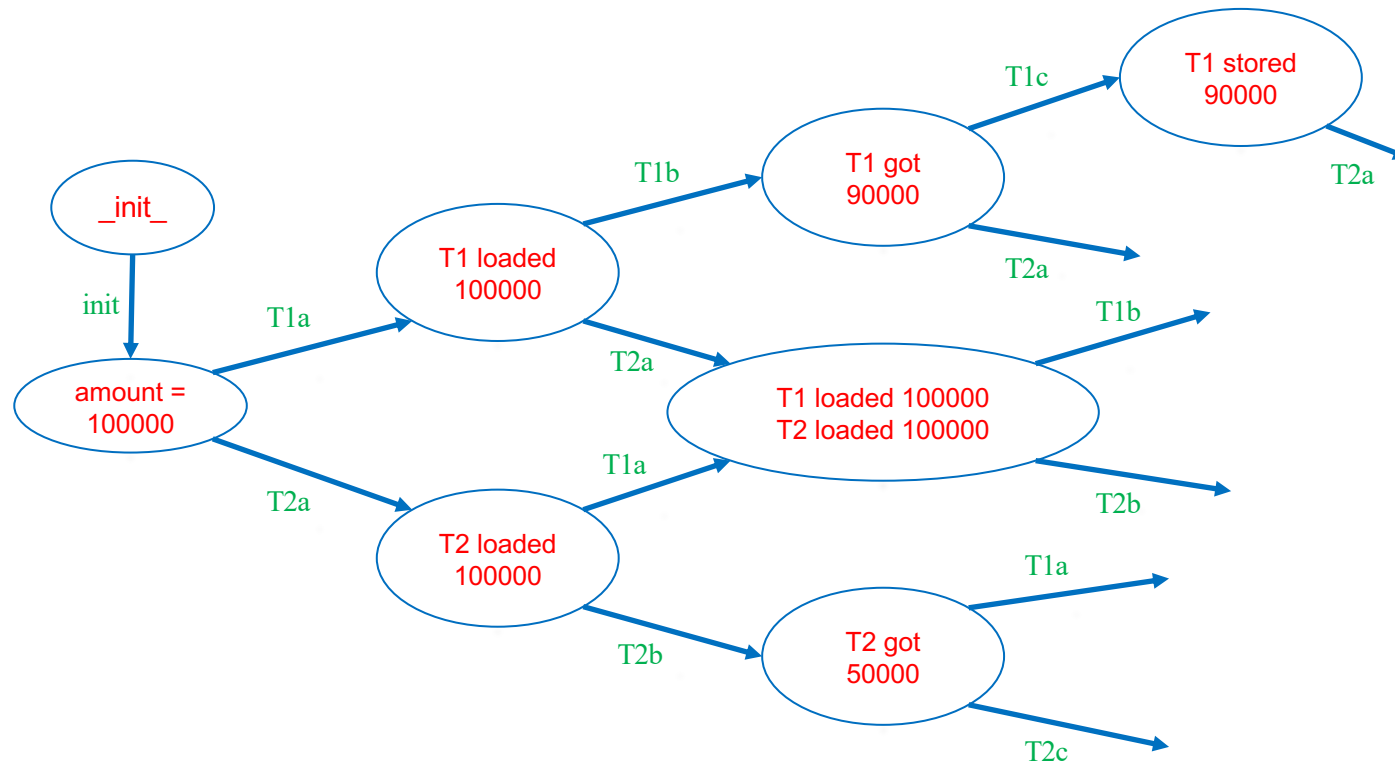 T1 stored
90000
T1c
T1 got
90000
T1b
T2a
_init_
T1 loaded
100000
T2a
init
T1a
T1b
T2a
amount =
100000
T1 loaded 100000
T2 loaded 100000
T1a
T2a
T2b
T2 loaded
100000
T1a
T2b
T2 got
50000
T2c